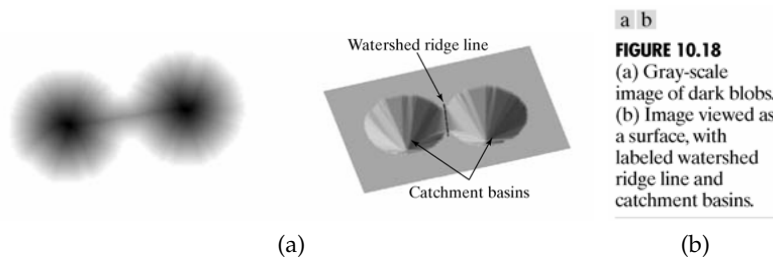 Watershed ridge line
Catchment basins
a b
FIGURE 10.18
(a) Gray-scale
image of dark blobs.
(b) Image viewed as
a surface, with
labeled watershed
ridge line and
catchment basins.
(a)
(b)